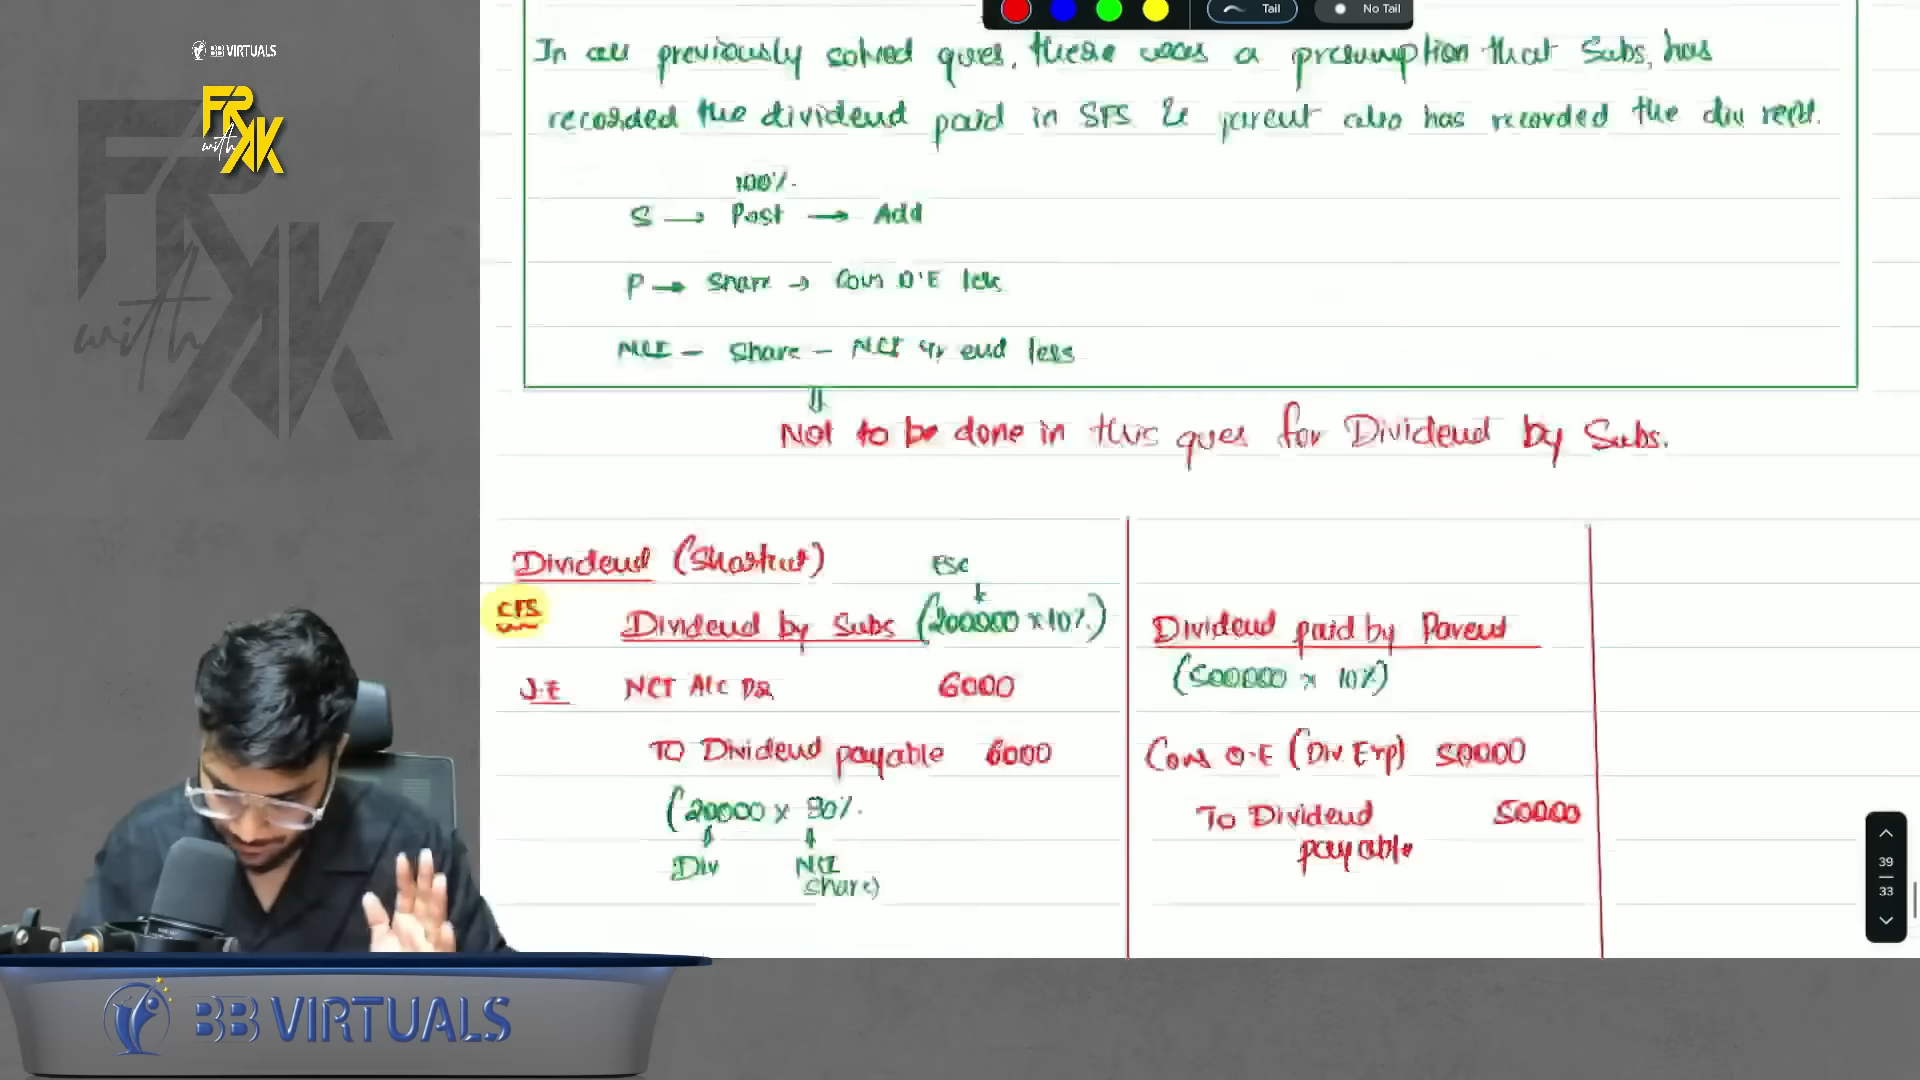 BB VIRTUALS
FR
with
KK
Tail
No Tail
In all previously solved ques, there was a presumption that Subs, has
recorded the dividend paid in SFS & parent also has recorded the div recd.
100%.
S → Post → Add
P → Share → Cons O.E less
NCI – Share – NCI yr end less
⇓
Not to be done in this ques for Dividend by Subs.
Dividend (Shortcut)
ESC
CFS
Dividend by Subs (200000 x 10%)
J.E NCI A/c DR 6000
To Dividend payable 6000
(20000 x 30%.
Div NCI
Share)
Dividend paid by Parent
(500000 x 10%)
Cons O.E (Div Exp) 50000
To Dividend 50000
payable
39
33
BB VIRTUALS